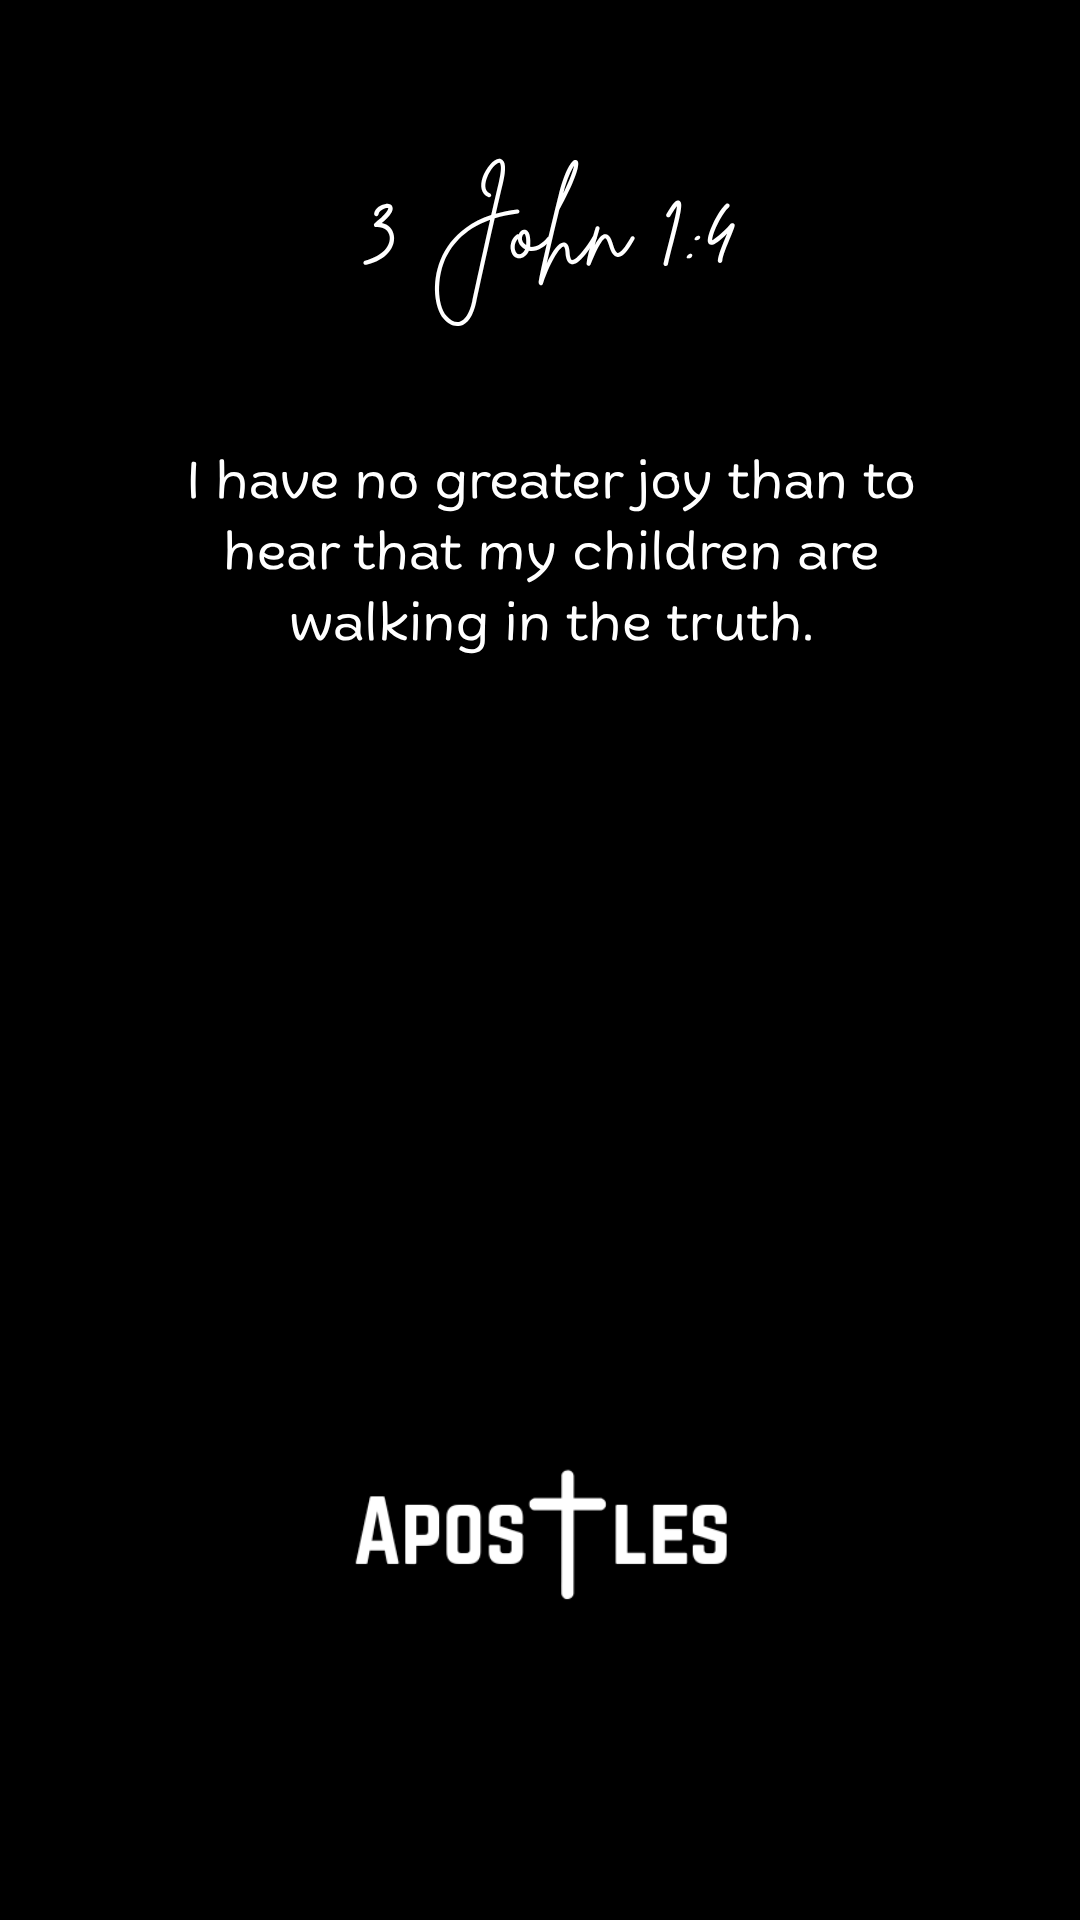 3 John 1:4
I have no greater joy than to
hear that my children are
walking in the truth.
Apostles